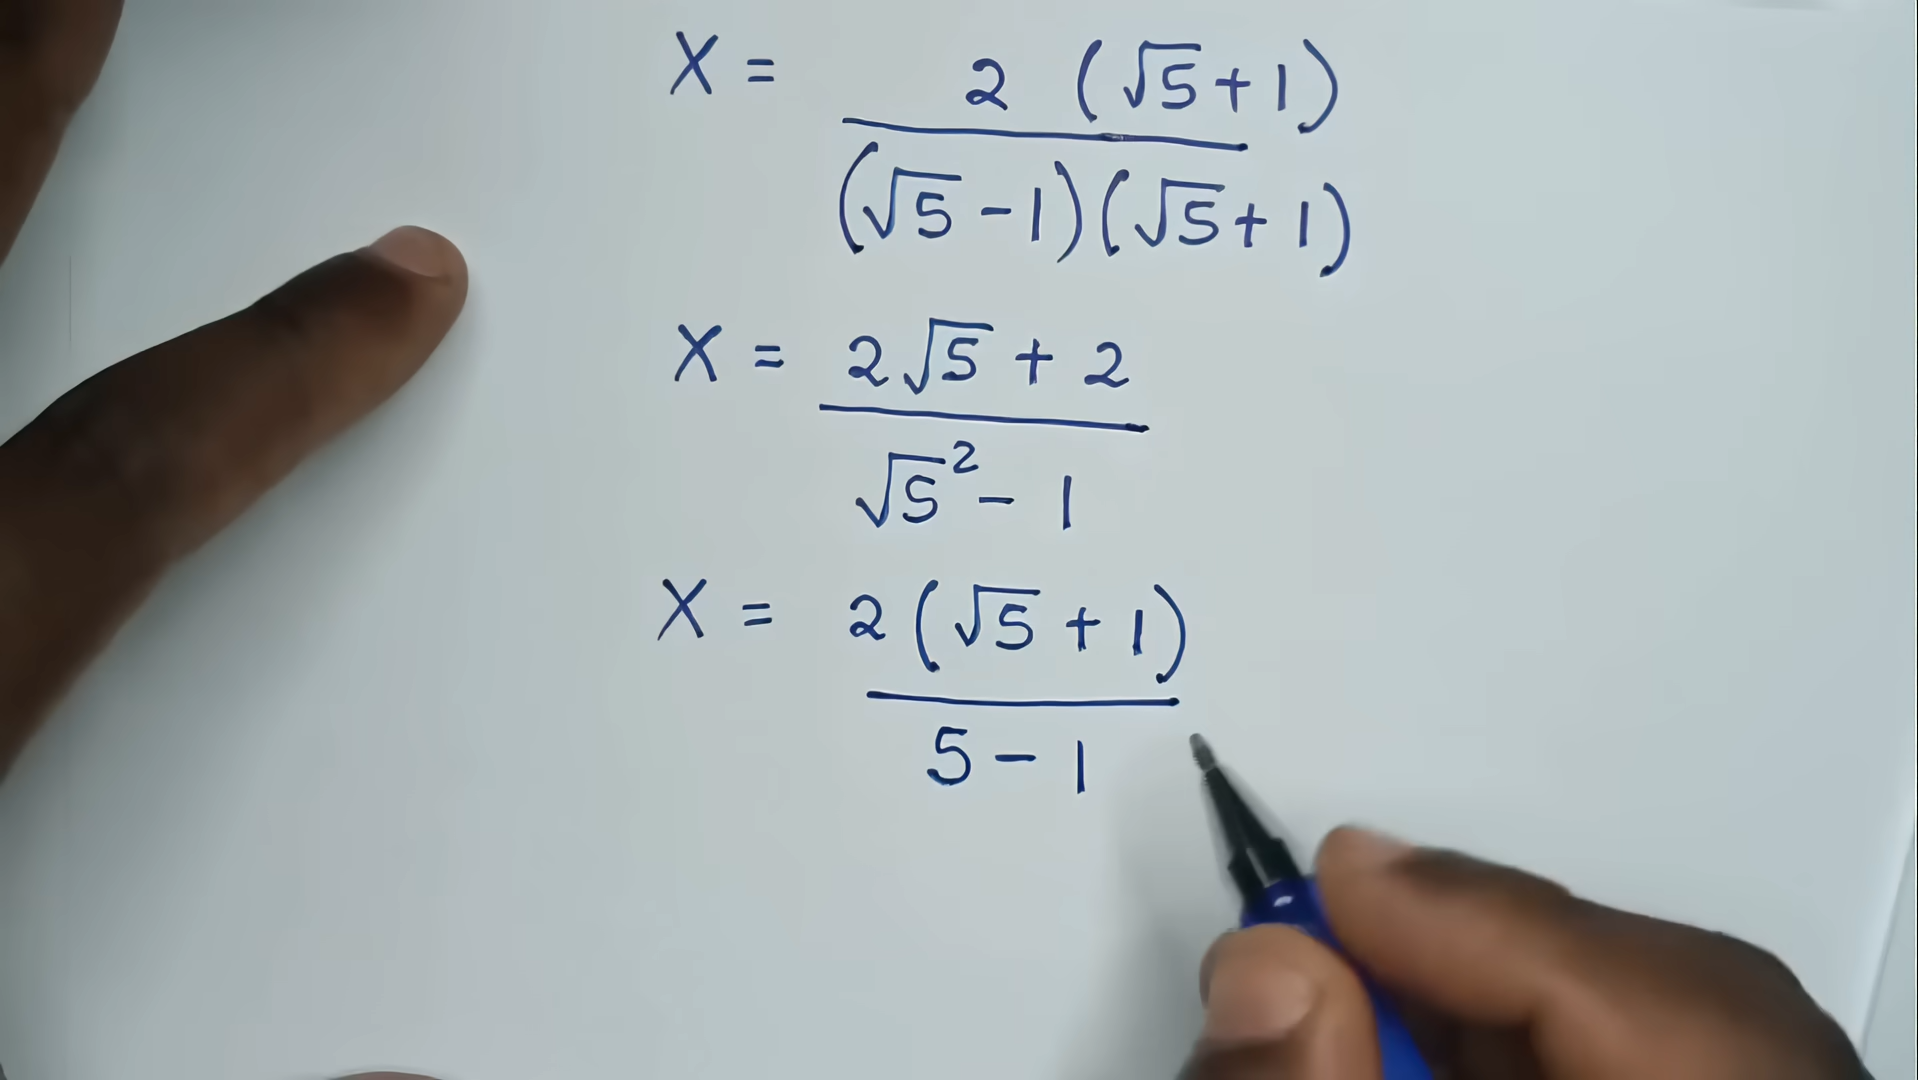 X = 2 (√5 + 1)
(√5 - 1)(√5 + 1)
X = 2√5 + 2
√5² - 1
X = 2(√5 + 1)
5 - 1